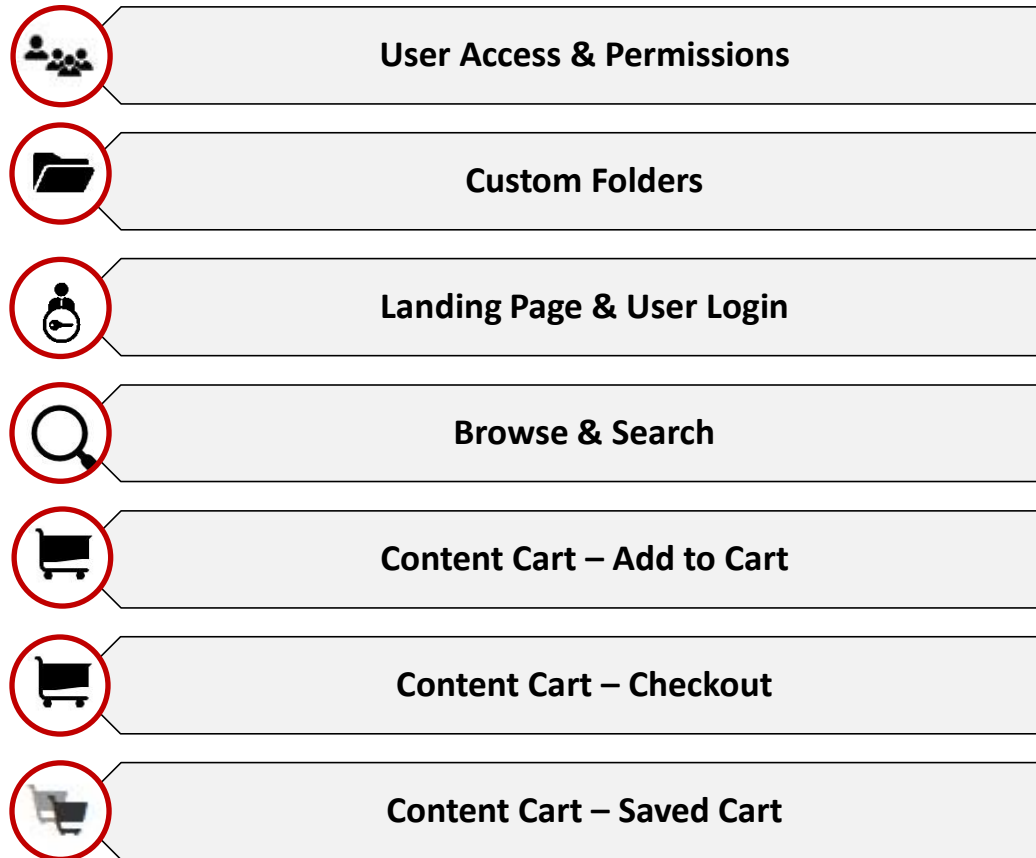 User Access & Permissions
Custom Folders
Landing Page & User Login
Browse & Search
Content Cart – Add to Cart
Content Cart – Checkout
Content Cart – Saved Cart